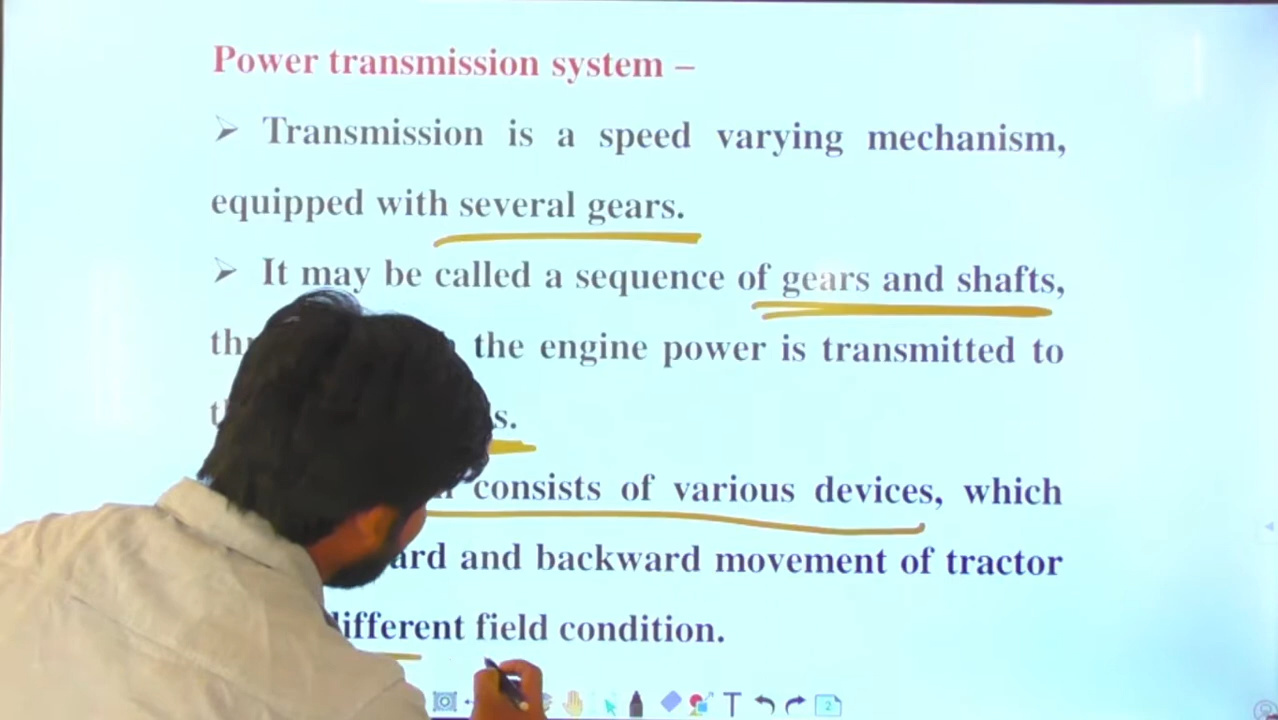 Power transmission system –
➢ Transmission is a speed varying mechanism,
equipped with several gears.
➢ It may be called a sequence of gears and shafts,
the engine power is transmitted to
consists of various devices, which
and backward movement of tractor
different field condition.